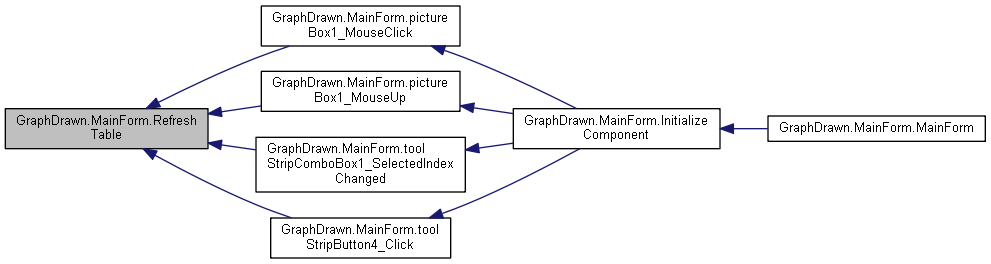 GraphDrawn.MainForm.picture
Box1_MouseClick
GraphDrawn.MainForm.picture
Box1_MouseUp
GraphDrawn.MainForm.Refresh
Table
GraphDrawn.MainForm.Initialize
Component
GraphDrawn.MainForm.MainForm
GraphDrawn.MainForm.tool
StripComboBox1_SelectedIndex
Changed
GraphDrawn.MainForm.tool
StripButton4_Click